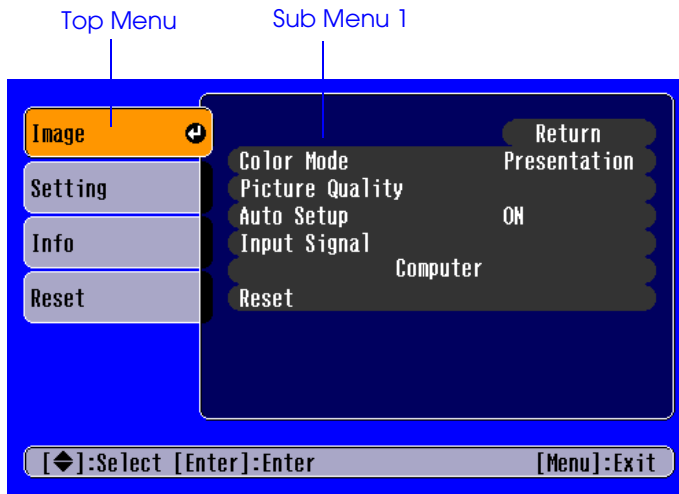 Top Menu
Sub Menu 1
Image
Setting
Info
Reset
Return
Color Mode Presentation
Picture Quality
Auto Setup ON
Input Signal
Computer
Reset
[◆]:Select [Enter]:Enter [Menu]:Exit